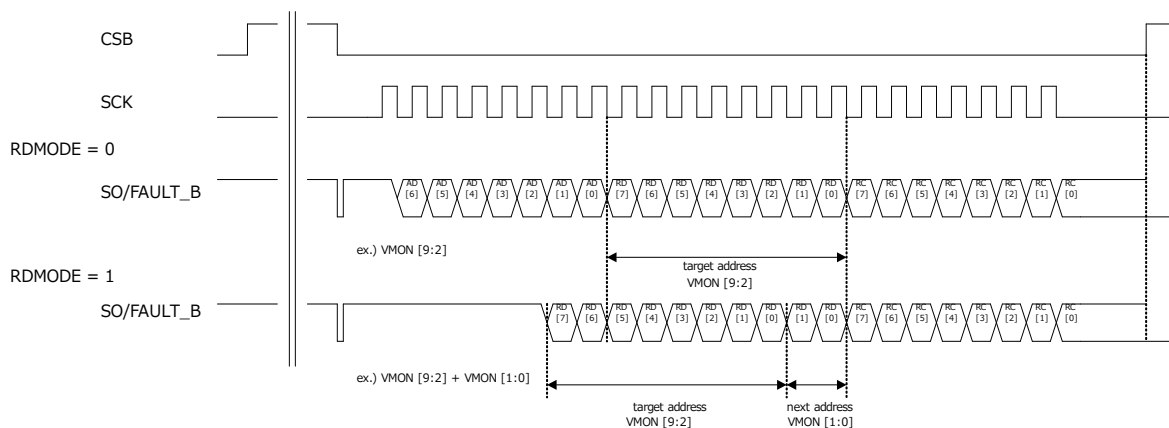 CSB
SCK
RDMODE = 0
SO/FAULT_B
AD AD AD AD AD AD AD RD RD RD RD RD RD RD RD RC RC RC RC RC RC RC RC
[6] [5] [4] [3] [2] [1] [0] [7] [6] [5] [4] [3] [2] [1] [0] [7] [6] [5] [4] [3] [2] [1] [0]
ex.) VMON [9:2]
target address
VMON [9:2]
RDMODE = 1
SO/FAULT_B
RD RD RD RD RD RD RD RD RD RD RC RC RC RC RC RC RC RC
[7] [6] [5] [4] [3] [2] [1] [0] [1] [0] [7] [6] [5] [4] [3] [2] [1] [0]
ex.) VMON [9:2] + VMON [1:0]
target address
VMON [9:2]
next address
VMON [1:0]